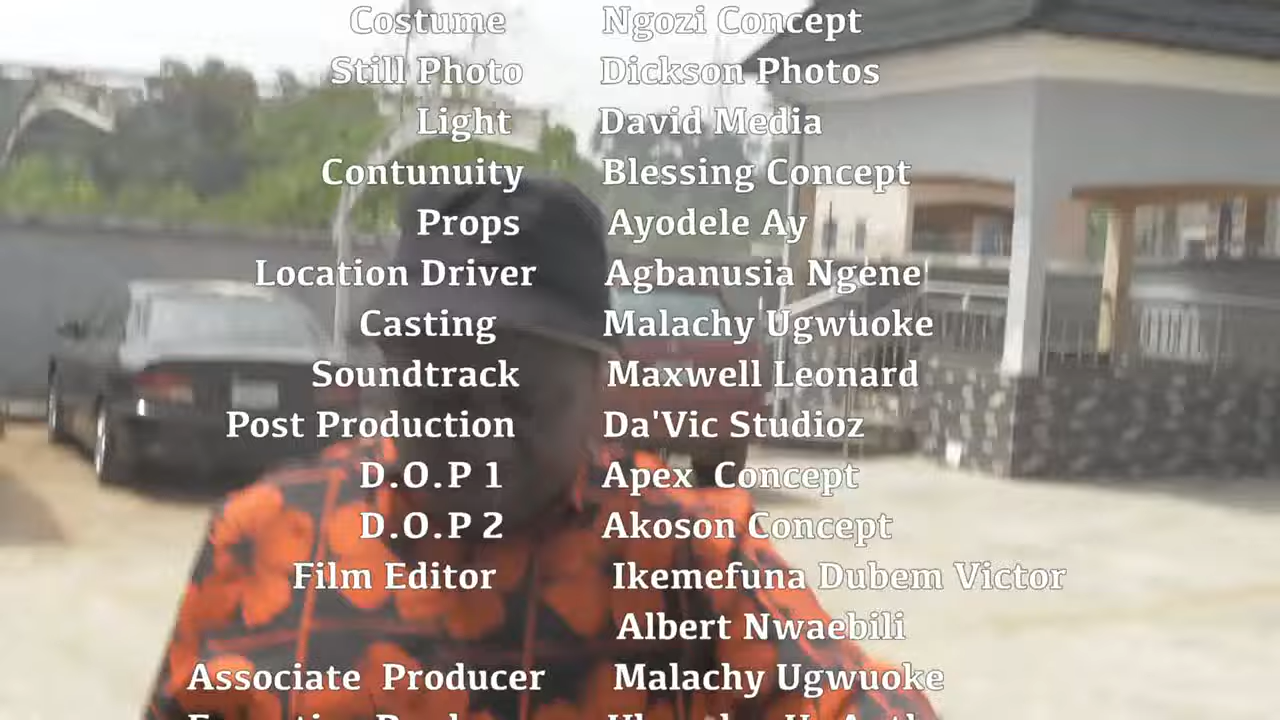 Costume Ngozi Concept
Still Photo Dickson Photos
Light David Media
Contunuity Blessing Concept
Props Ayodele Ay
Location Driver Agbanusia Ngene
Casting Malachy Ugwuoke
Soundtrack Maxwell Leonard
Post Production Da'Vic Studioz
D.O.P 1 Apex Concept
D.O.P 2 Akoson Concept
Film Editor Ikemefuna Dubem Victor
Albert Nwaebili
Associate Producer Malachy Ugwuoke